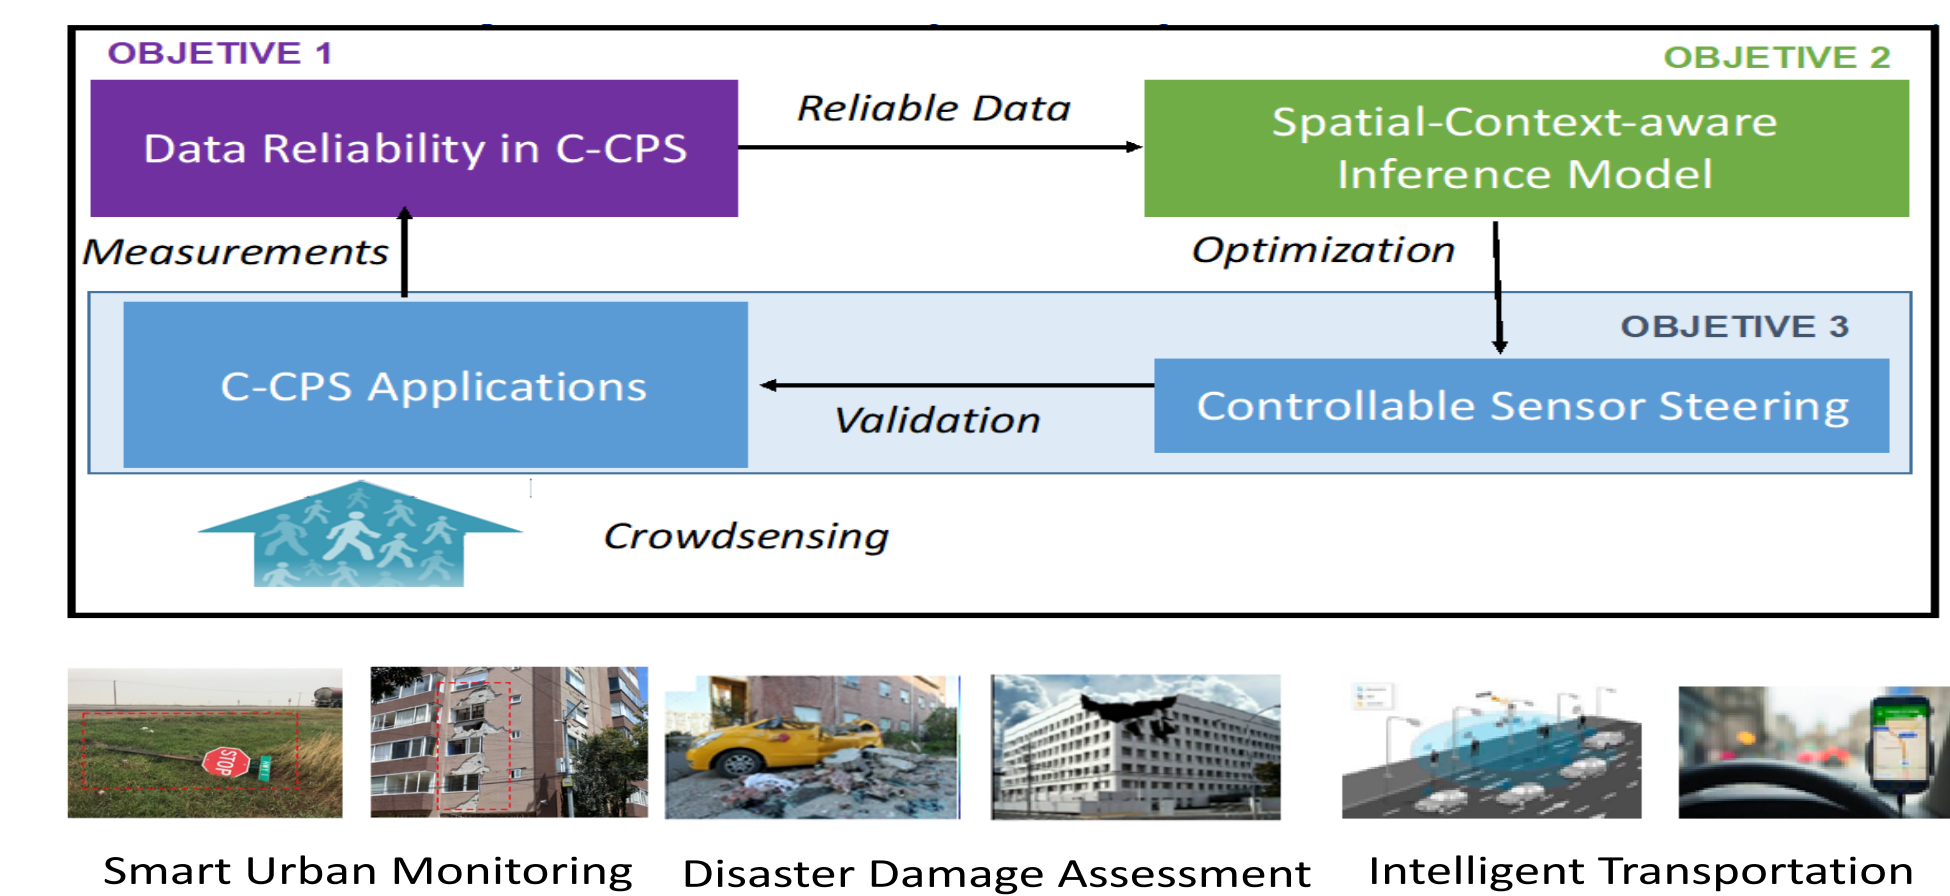 OBJETIVE 1
OBJETIVE 2
Data Reliability in C-CPS
Reliable Data
Spatial-Context-aware
Inference Model
Measurements
Optimization
OBJETIVE 3
C-CPS Applications
Validation
Controllable Sensor Steering
Crowdsensing
STOP
Smart Urban Monitoring
Disaster Damage Assessment
Intelligent Transportation